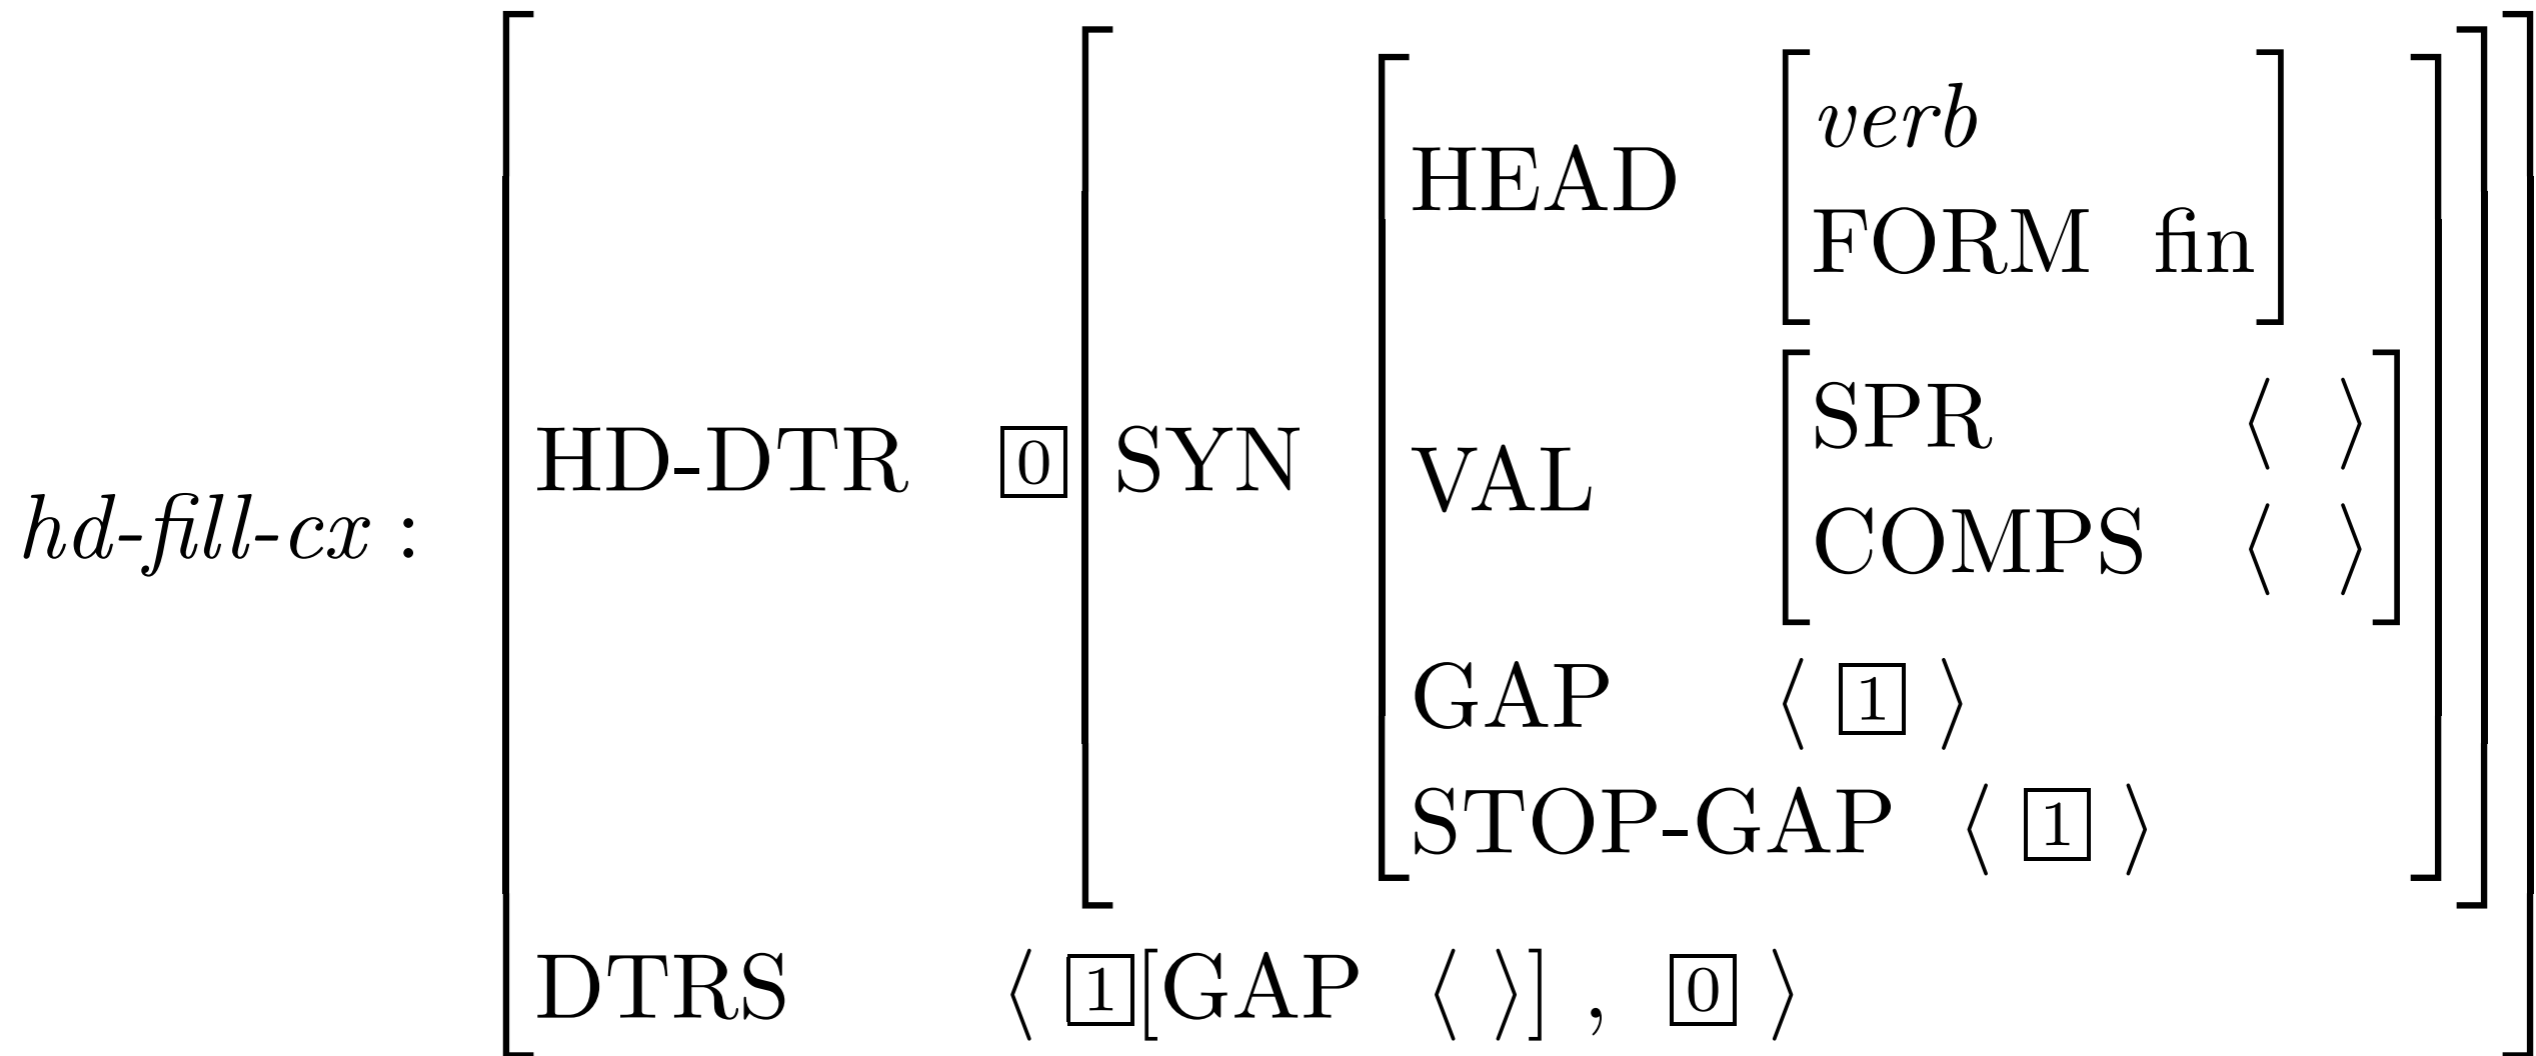 verb
HEAD
FORM fin
SPR ⟨ ⟩
HD-DTR 0 SYN
VAL
hd-fill-cx :
COMPS ⟨ ⟩
GAP ⟨ 1 ⟩
STOP-GAP ⟨ 1 ⟩
DTRS ⟨ 1 [GAP ⟨ ⟩] , 0 ⟩